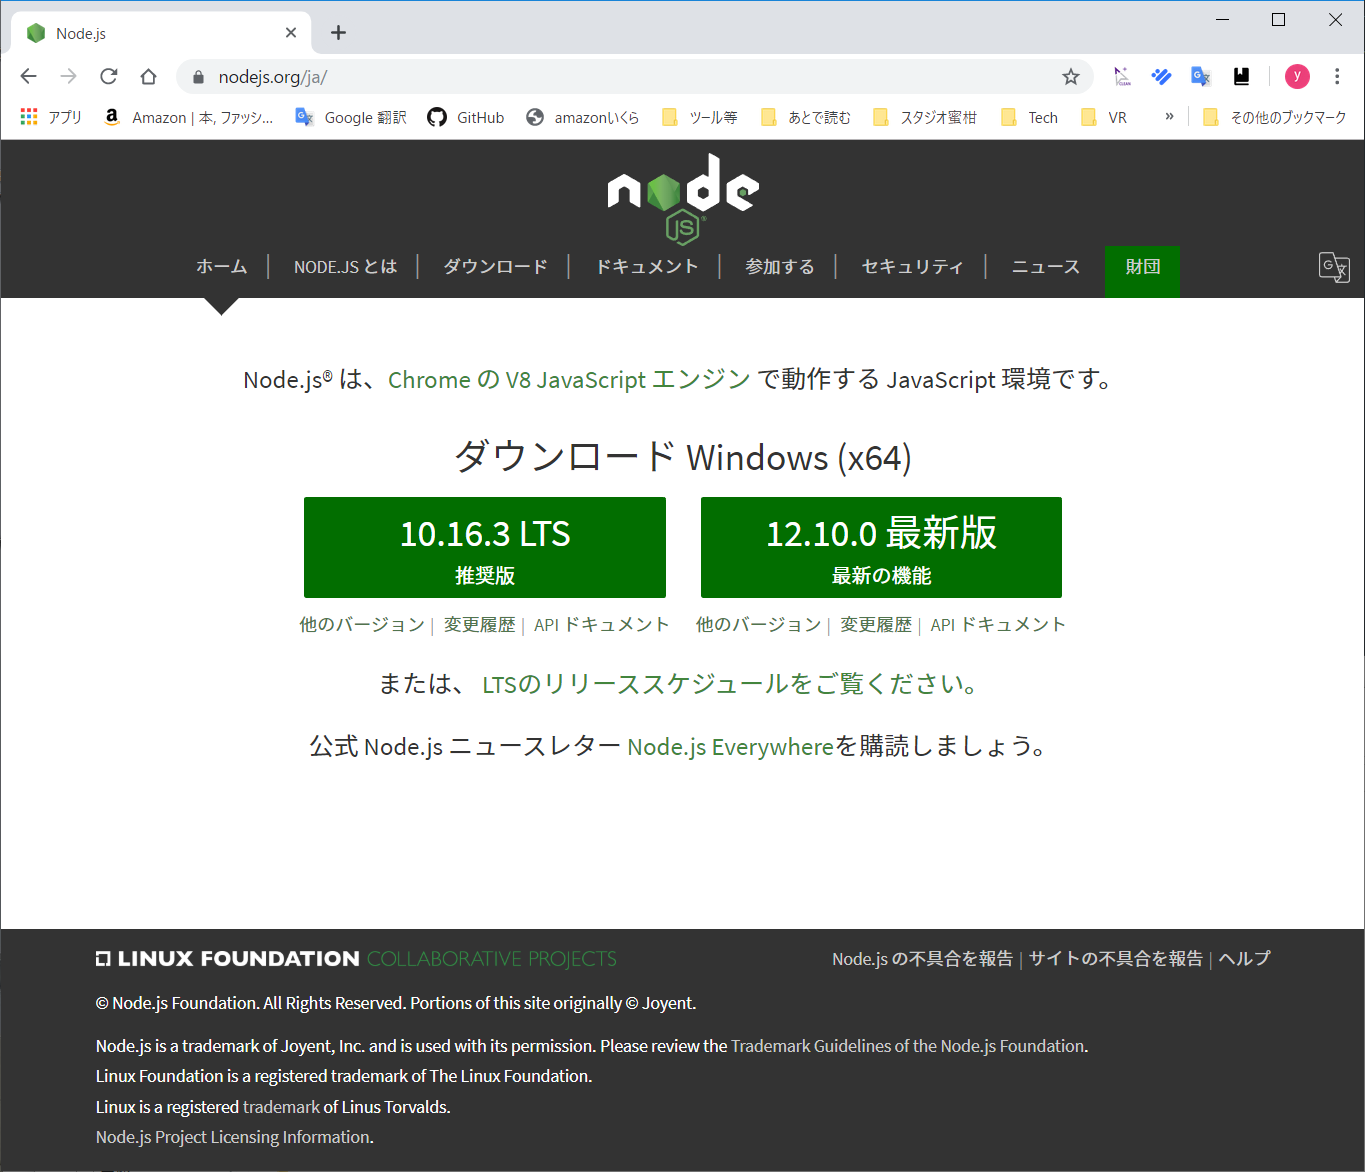 Node.js
nodejs.org/ja/
アプリ Amazon | 本, ファッシ... Google 翻訳 GitHub amazonいくら ツール等 あとで読む スタジオ蜜柑 Tech VR » その他のブックマーク
node
JS
ホーム | NODE.JS とは | ダウンロード | ドキュメント | 参加する | セキュリティ | ニュース 財団
Node.js® は、Chrome の V8 JavaScript エンジン で動作する JavaScript 環境です。
ダウンロード Windows (x64)
10.16.3 LTS
推奨版
12.10.0 最新版
最新の機能
他のバージョン | 変更履歴 | API ドキュメント
他のバージョン | 変更履歴 | API ドキュメント
または、 LTSのリリーススケジュールをご覧ください。
公式 Node.js ニュースレター Node.js Everywhereを購読しましょう。
LINUX FOUNDATION COLLABORATIVE PROJECTS
Node.js の不具合を報告 | サイトの不具合を報告 | ヘルプ
© Node.js Foundation. All Rights Reserved. Portions of this site originally © Joyent.
Node.js is a trademark of Joyent, Inc. and is used with its permission. Please review the Trademark Guidelines of the Node.js Foundation.
Linux Foundation is a registered trademark of The Linux Foundation.
Linux is a registered trademark of Linus Torvalds.
Node.js Project Licensing Information.